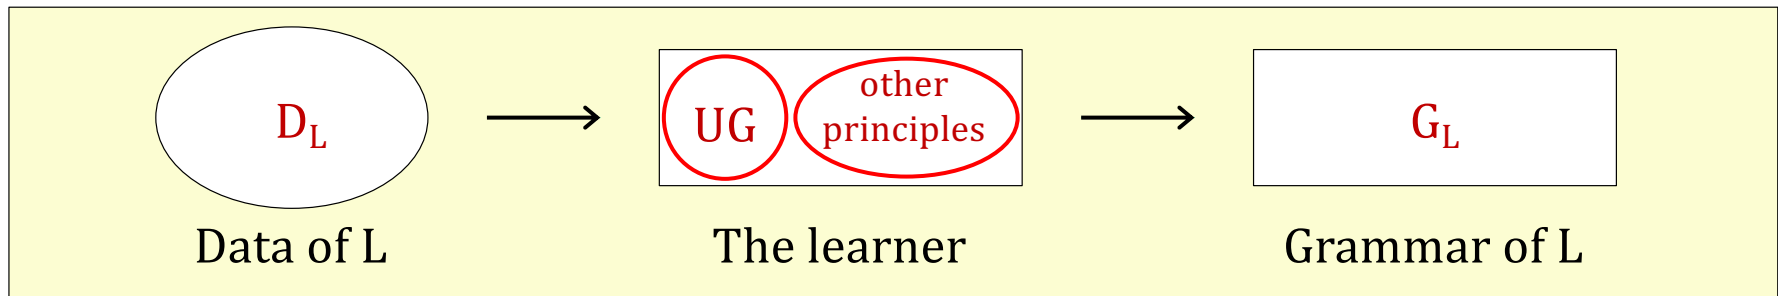 D_L
UG
other
principles
G_L
Data of L
The learner
Grammar of L